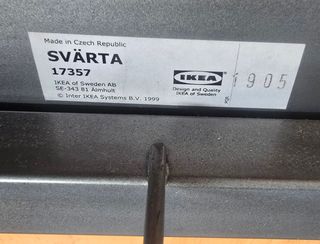 Made in Czech Republic
SVÄRTA
17357
IKEA of Sweden AB
SE-343 81 Älmhult
© Inter IKEA Systems B.V. 1999
IKEA
Design and Quality
IKEA of Sweden
1905